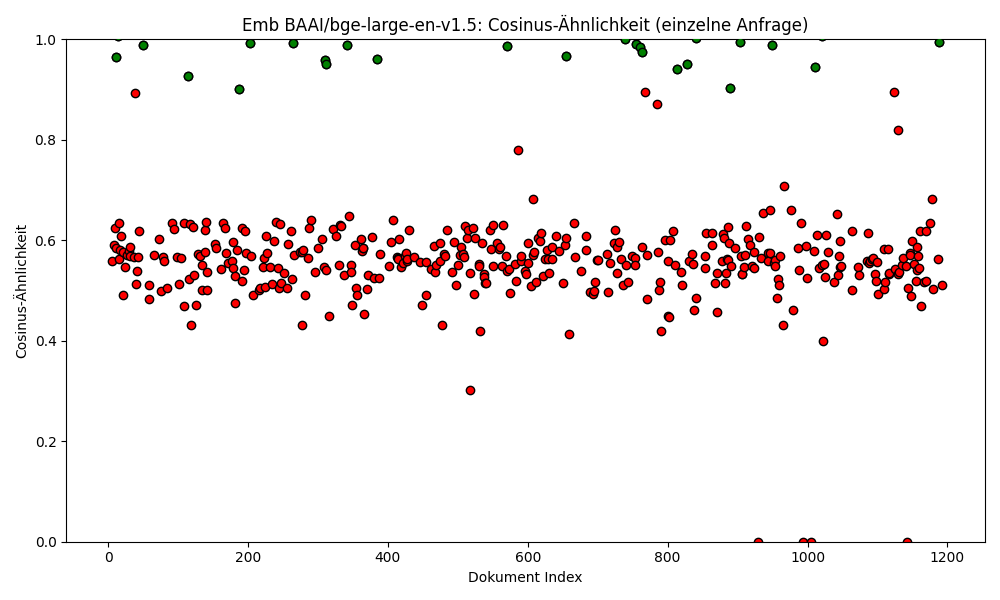 Emb BAAI/bge-large-en-v1.5: Cosinus-Ähnlichkeit (einzelne Anfrage)
1.0
0.8
0.6
0.4
0.2
0.0
Cosinus-Ähnlichkeit
0 200 400 600 800 1000 1200
Dokument Index